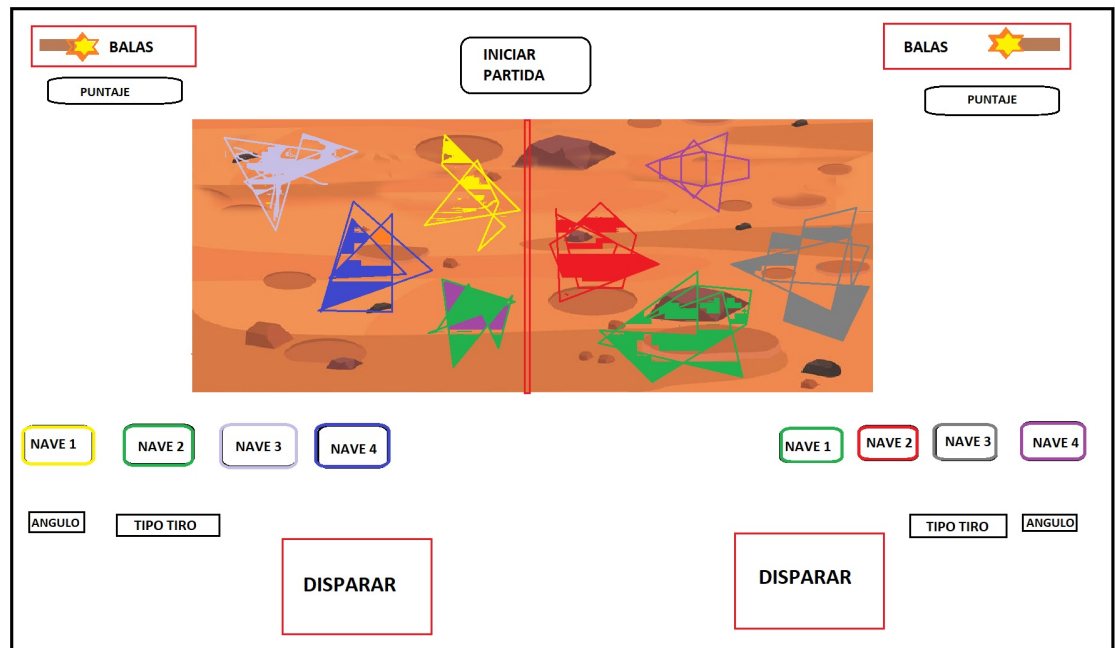 BALAS
INICIAR
PARTIDA
BALAS
PUNTAJE
PUNTAJE
NAVE 1
NAVE 2
NAVE 3
NAVE 4
NAVE 1
NAVE 2
NAVE 3
NAVE 4
ANGULO
TIPO TIRO
TIPO TIRO
ANGULO
DISPARAR
DISPARAR